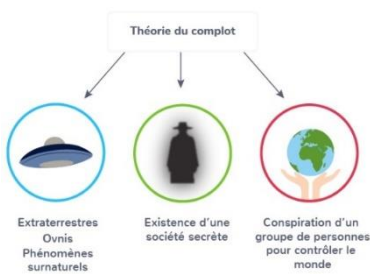 Théorie du complot
Extraterrestres
Ovnis
Phénomènes
surnaturels
Existence d'une
société secrète
Conspiration d'un
groupe de personnes
pour contrôler le
monde